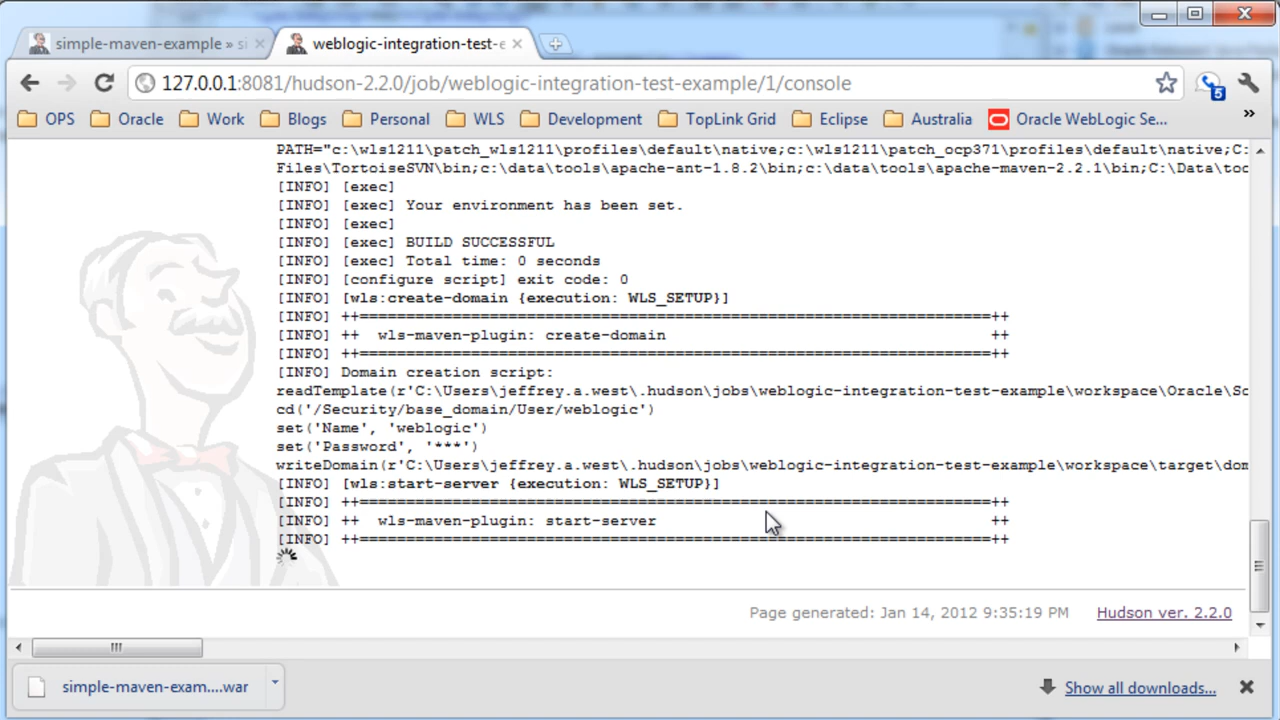 simple-maven-example » si
weblogic-integration-test-e
127.0.0.1:8081/hudson-2.2.0/job/weblogic-integration-test-example/1/console
5
OPS Oracle Work Blogs Personal WLS Development TopLink Grid Eclipse Australia Oracle WebLogic Se... »
PATH="c:\wls1211\patch_wls1211\profiles\default\native;c:\wls1211\patch_ocp371\profiles\default\native;C:
Files\TortoiseSVN\bin;c:\data\tools\apache-ant-1.8.2\bin;c:\data\tools\apache-maven-2.2.1\bin;C:\Data\too
[INFO] [exec]
[INFO] [exec] Your environment has been set.
[INFO] [exec]
[INFO] [exec] BUILD SUCCESSFUL
[INFO] [exec] Total time: 0 seconds
[INFO] [configure script] exit code: 0
[INFO] [wls:create-domain {execution: WLS_SETUP}]
[INFO] ++====================================================================++
[INFO] ++  wls-maven-plugin: create-domain                                   ++
[INFO] ++====================================================================++
[INFO] Domain creation script:
readTemplate(r'C:\Users\jeffrey.a.west\.hudson\jobs\weblogic-integration-test-example\workspace\Oracle\So
cd('/Security/base_domain/User/weblogic')
set('Name', 'weblogic')
set('Password', '***')
writeDomain(r'C:\Users\jeffrey.a.west\.hudson\jobs\weblogic-integration-test-example\workspace\target\dom
[INFO] [wls:start-server {execution: WLS_SETUP}]
[INFO] ++====================================================================++
[INFO] ++  wls-maven-plugin: start-server                                    ++
[INFO] ++====================================================================++
Page generated: Jan 14, 2012 9:35:19 PM Hudson ver. 2.2.0
simple-maven-exam....war
Show all downloads...